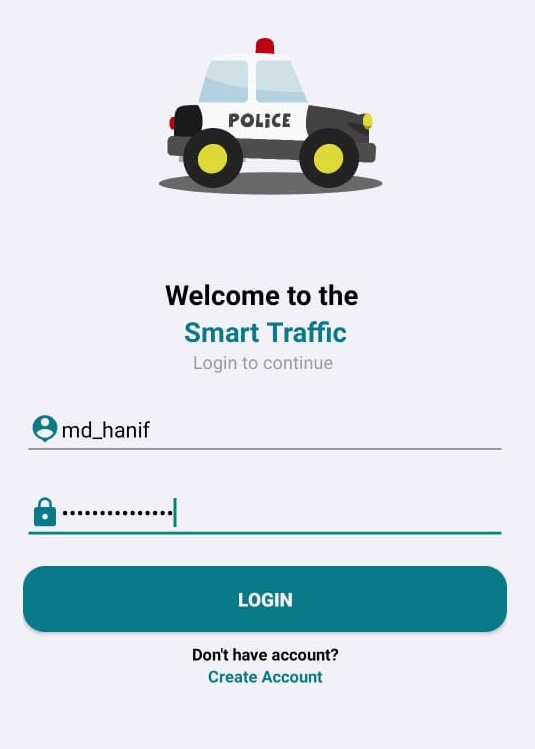 POLiCE
Welcome to the
Smart Traffic
Login to continue
md_hanif
•••••••••••••••
LOGIN
Don't have account?
Create Account